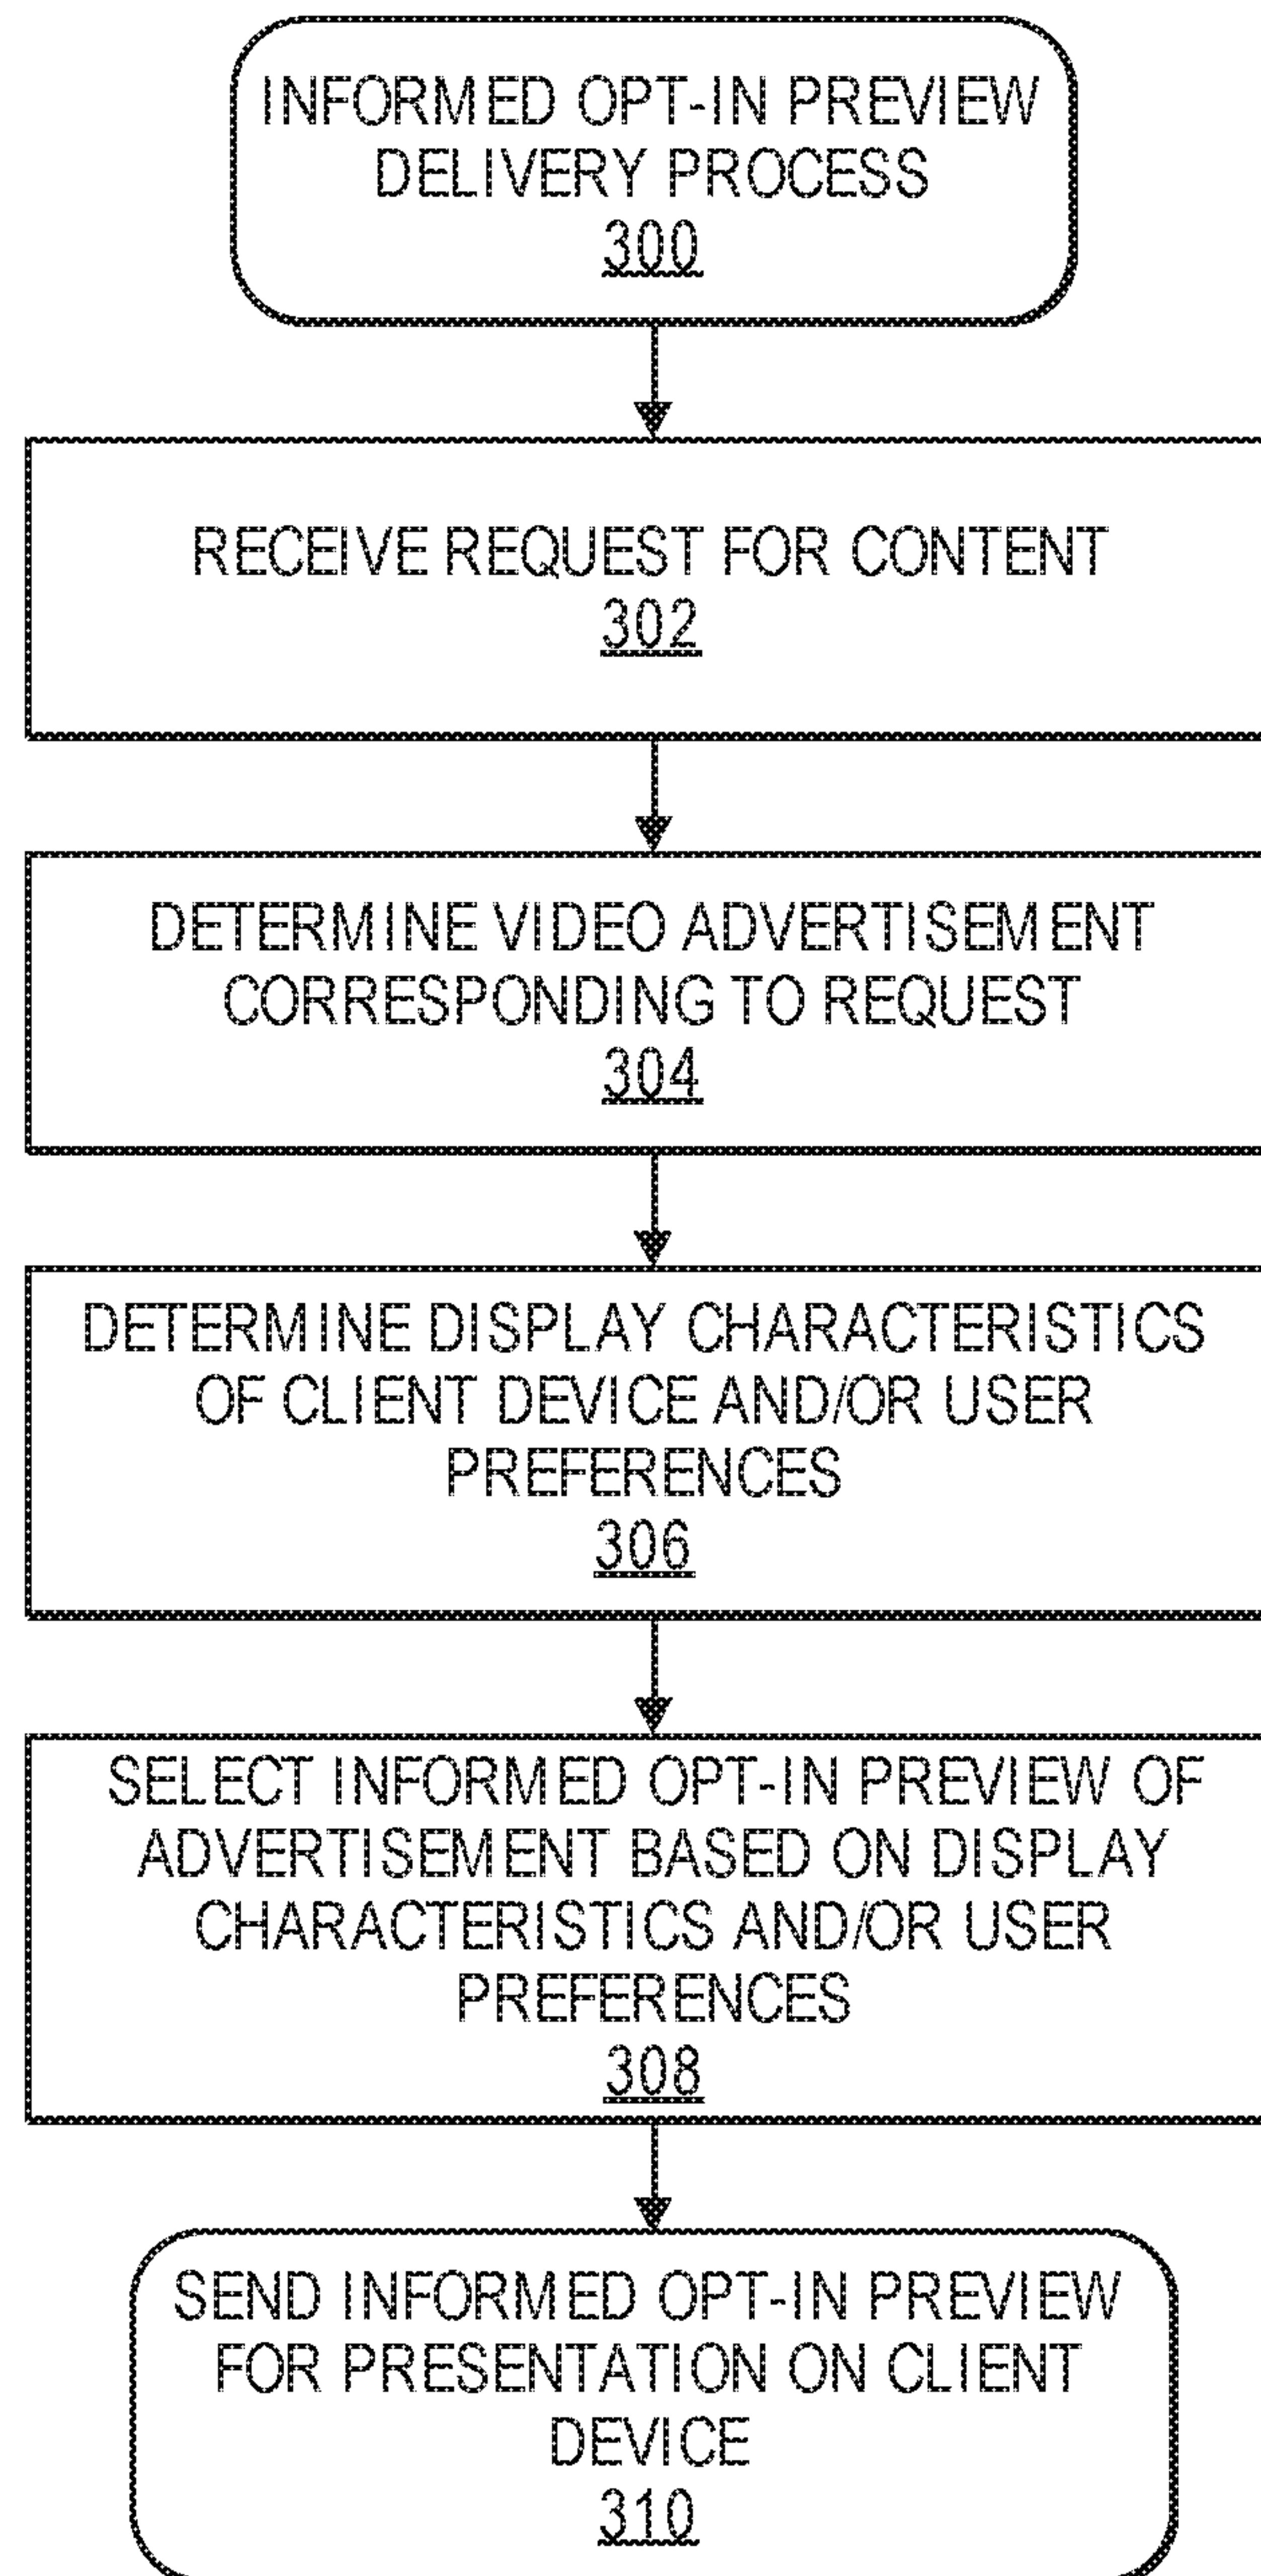 INFORMED OPT-IN PREVIEW
DELIVERY PROCESS
300
RECEIVE REQUEST FOR CONTENT
302
DETERMINE VIDEO ADVERTISEMENT
CORRESPONDING TO REQUEST
304
DETERMINE DISPLAY CHARACTERISTICS
OF CLIENT DEVICE AND/OR USER
PREFERENCES
306
SELECT INFORMED OPT-IN PREVIEW OF
ADVERTISEMENT BASED ON DISPLAY
CHARACTERISTICS AND/OR USER
PREFERENCES
308
SEND INFORMED OPT-IN PREVIEW
FOR PRESENTATION ON CLIENT
DEVICE
310